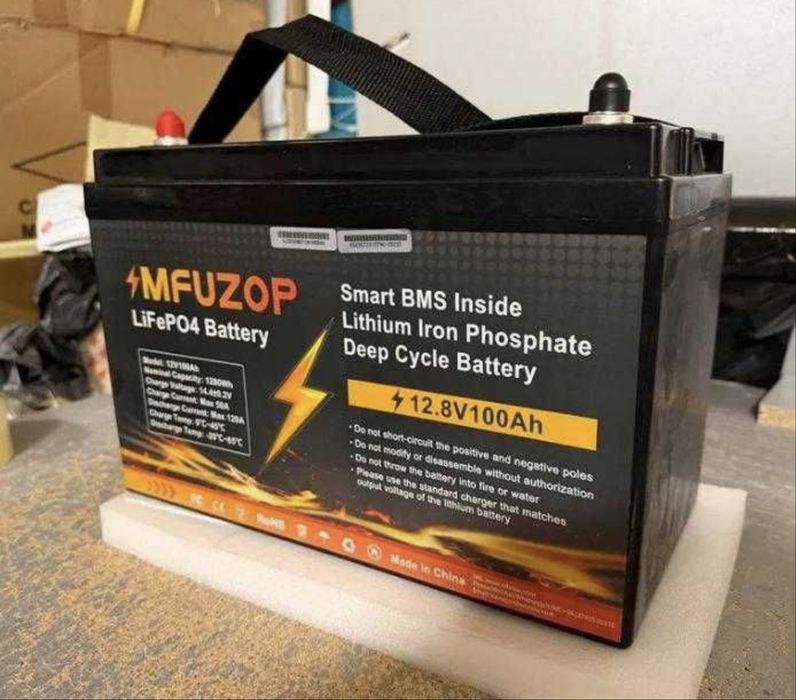 MFUZOP
LiFePO4 Battery
Model: 12V100Ah
Nominal Capacity: 1280Wh
Charge Voltage: 14.4±0.2V
Charge Current: Max 50A
Discharge Current: Max 120A
Charge Temp: 0°C~45°C
Discharge Temp: -20°C~65°C
Smart BMS Inside
Lithium Iron Phosphate
Deep Cycle Battery
12.8V100Ah
• Do not short-circuit the positive and negative poles
• Do not modify or disassemble without authorization
• Do not throw the battery into fire or water
• Please use the standard charger that matches
output voltage of the lithium battery
FC CE RoHS
Made in China